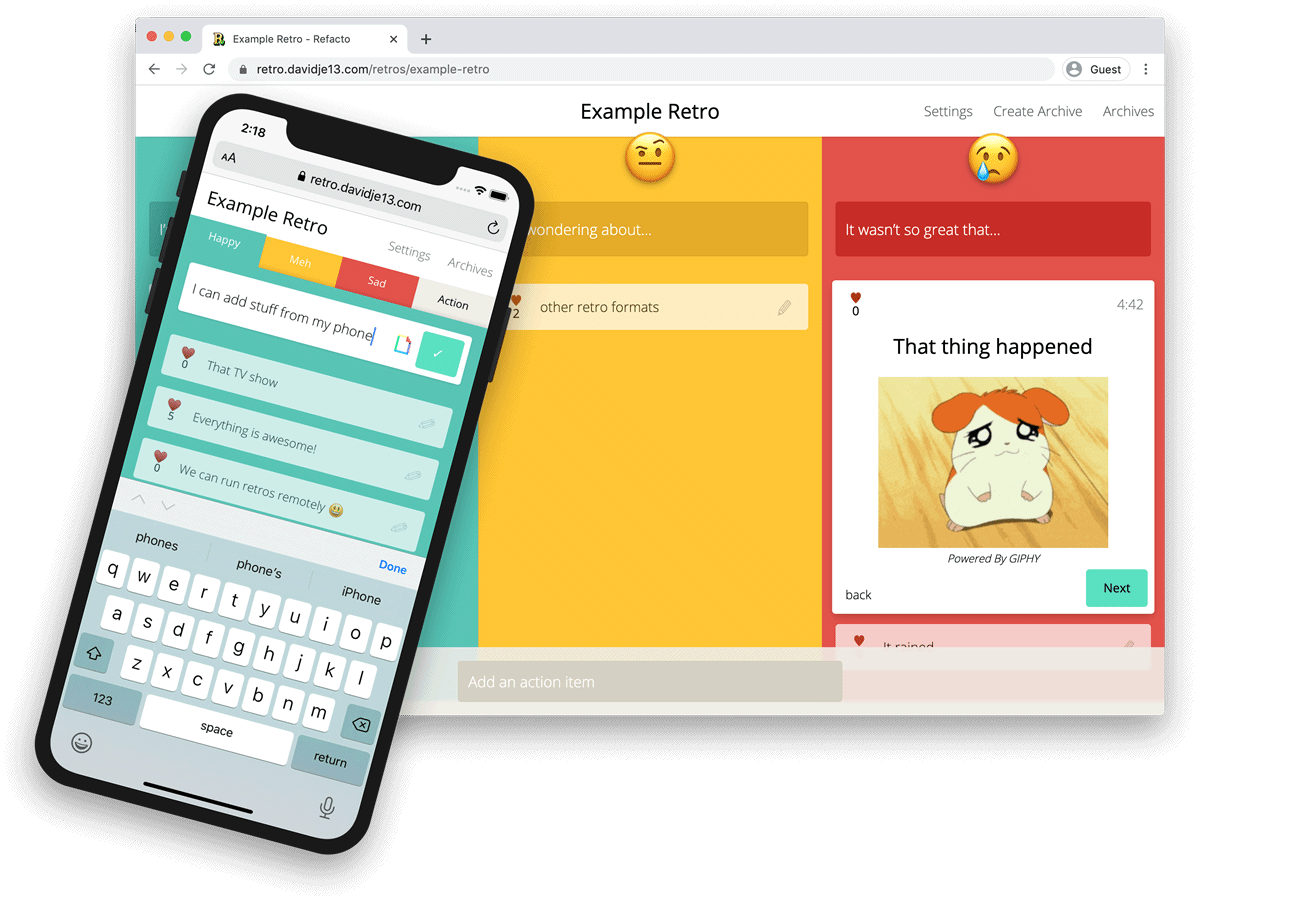 Example Retro - Refacto
retro.davidje13.com/retros/example-retro
Guest
Example Retro
Settings
Create Archive
Archives
I'
wondering about...
It wasn't so great that...
2
other retro formats
0
4:42
That thing happened
Powered By GIPHY
back
Next
It rained
Add an action item
2:18
AA
retro.davidje13.com
Example Retro
Settings
Archives
Happy
Meh
Sad
Action
I can add stuff from my phone
0
That TV show
5
Everything is awesome!
0
We can run retros remotely 😃
Done
phones
phone's
iPhone
q w e r t y u i o p
a s d f g h j k l
z x c v b n m
123
space
return